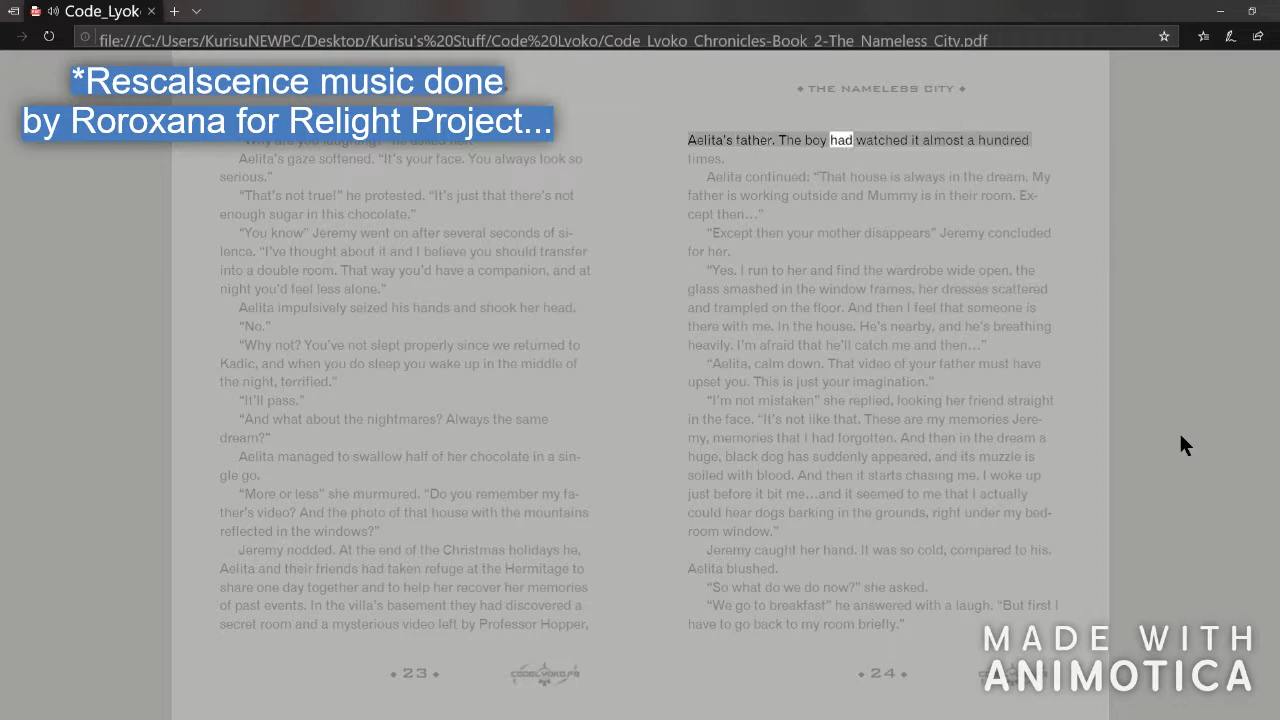 Code_Lyok
file:///C:/Users/KurisuNEWPC/Desktop/Kurisu's%20Stuff/Code%20Lyoko/Code_Lyoko_Chronicles-Book_2-The_Nameless_City.pdf
*Rescalscence music done
by Roroxana for Relight Project...
Aelita's gaze softened. “It's your face. You always look so
serious.”
“That's not true!” he protested. “It's just that there's not
enough sugar in this chocolate.”
“You know” Jeremy went on after several seconds of si-
lence. “I've thought about it and I believe you should transfer
into a double room. That way you'd have a companion, and at
night you'd feel less alone.”
Aelita impulsively seized his hands and shook her head.
“No.”
“Why not? You've not slept properly since we returned to
Kadic, and when you do sleep you wake up in the middle of
the night, terrified.”
“It'll pass.”
“And what about the nightmares? Always the same
dream?”
Aelita managed to swallow half of her chocolate in a sin-
gle go.
“More or less” she murmured. “Do you remember my fa-
ther's video? And the photo of that house with the mountains
reflected in the windows?”
Jeremy nodded. At the end of the Christmas holidays he,
Aelita and their friends had taken refuge at the Hermitage to
share one day together and to help her recover her memories
of past events. In the villa's basement they had discovered a
secret room and a mysterious video left by Professor Hopper,
23
CODELYOKO.FR
THE NAMELESS CITY
Aelita's father. The boy had watched it almost a hundred
times.
Aelita continued: “That house is always in the dream. My
father is working outside and Mummy is in their room. Ex-
cept then…”
“Except then your mother disappears” Jeremy concluded
for her.
“Yes. I run to her and find the wardrobe wide open, the
glass smashed in the window frames, her dresses scattered
and trampled on the floor. And then I feel that someone is
there with me. In the house. He's nearby, and he's breathing
heavily. I'm afraid that he'll catch me and then…”
“Aelita, calm down. That video of your father must have
upset you. This is just your imagination.”
“I'm not mistaken” she replied, looking her friend straight
in the face. “It's not like that. These are my memories Jere-
my, memories that I had forgotten. And then in the dream a
huge, black dog has suddenly appeared, and its muzzle is
soiled with blood. And then it starts chasing me. I woke up
just before it bit me…and it seemed to me that I actually
could hear dogs barking in the grounds, right under my bed-
room window.”
Jeremy caught her hand. It was so cold, compared to his.
Aelita blushed.
“So what do we do now?” she asked.
“We go to breakfast” he answered with a laugh. “But first I
have to go back to my room briefly.”
24
MADE WITH
ANIMOTICA